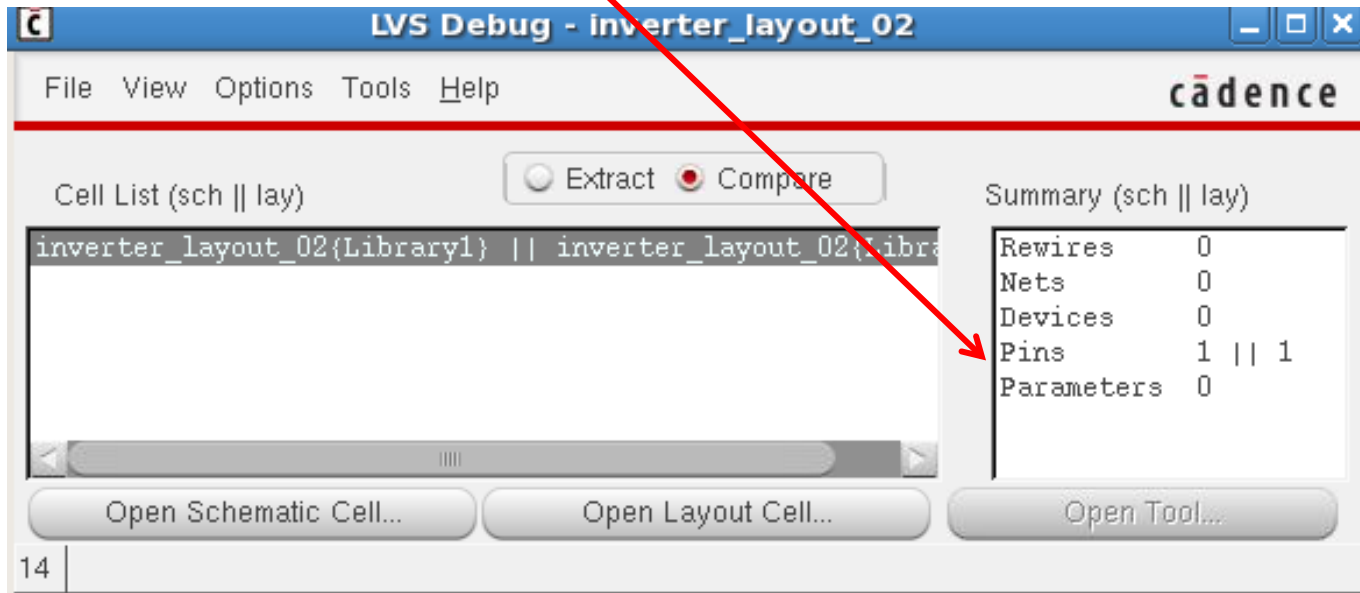 LVS Debug - inverter_layout_02
File View Options Tools Help
cādence
Extract Compare
Cell List (sch || lay)
Summary (sch || lay)
inverter_layout_02{Library1} || inverter_layout_02{Libra
Rewires 0
Nets 0
Devices 0
Pins 1 || 1
Parameters 0
Open Schematic Cell...
Open Layout Cell...
Open Tool...
14